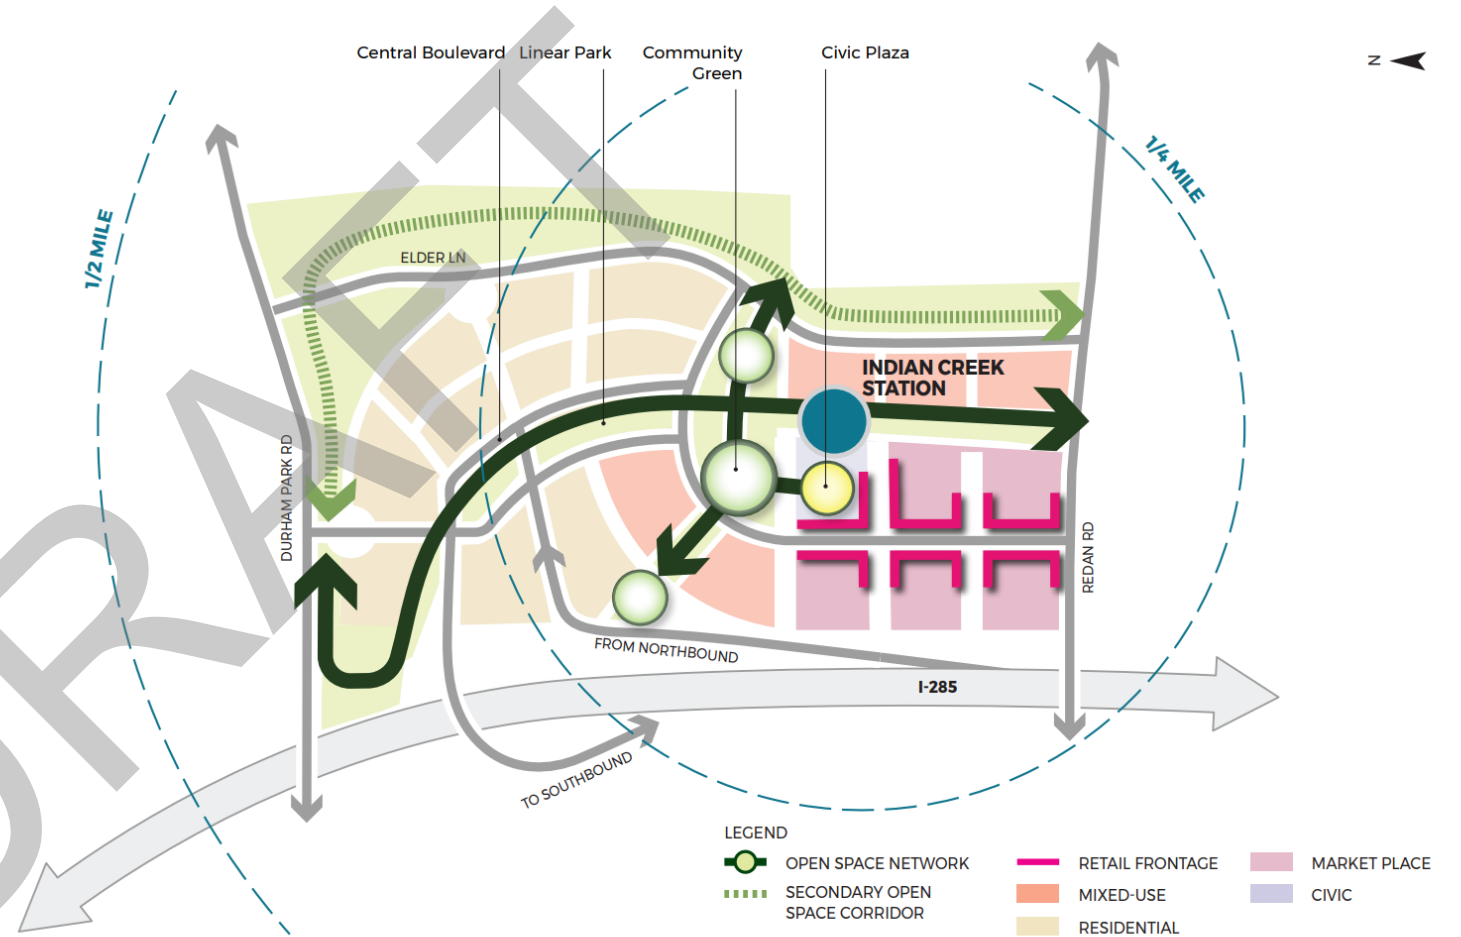 Central Boulevard
Linear Park
Community
Green
Civic Plaza
N
1/2 MILE
1/4 MILE
ELDER LN
INDIAN CREEK
STATION
DURHAM PARK RD
REDAN RD
FROM NORTHBOUND
I-285
TO SOUTHBOUND
DRAFT
LEGEND
OPEN SPACE NETWORK
SECONDARY OPEN
SPACE CORRIDOR
RETAIL FRONTAGE
MIXED-USE
RESIDENTIAL
MARKET PLACE
CIVIC